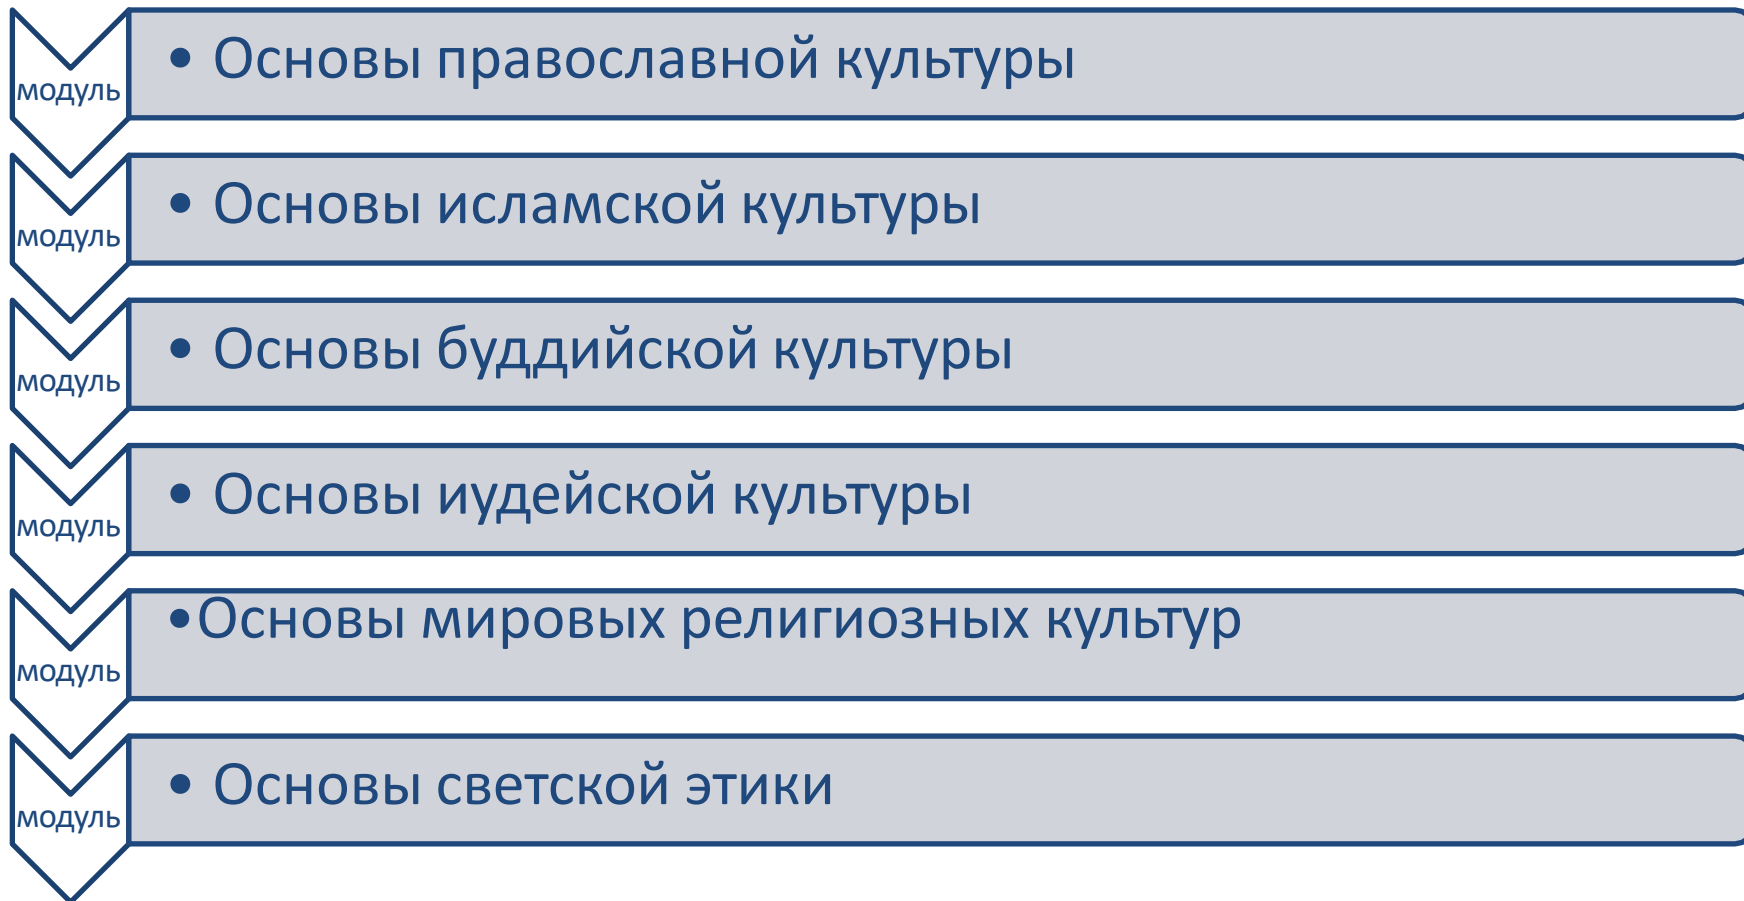 модуль
• Основы православной культуры
модуль
• Основы исламской культуры
модуль
• Основы буддийской культуры
модуль
• Основы иудейской культуры
модуль
•Основы мировых религиозных культур
модуль
• Основы светской этики